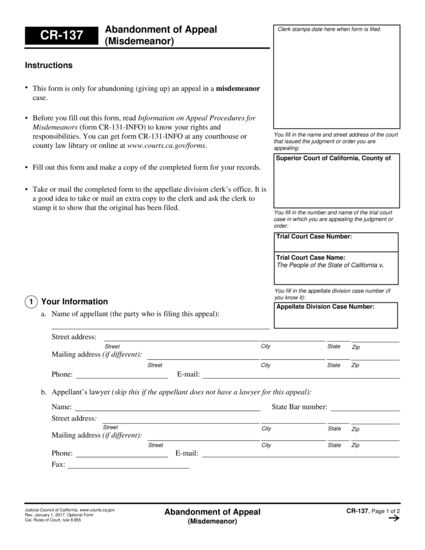 CR-137
Abandonment of Appeal
(Misdemeanor)
Clerk stamps date here when form is filed.
Instructions
• This form is only for abandoning (giving up) an appeal in a misdemeanor
case.
• Before you fill out this form, read Information on Appeal Procedures for
Misdemeanors (form CR-131-INFO) to know your rights and
responsibilities. You can get form CR-131-INFO at any courthouse or
county law library or online at www.courts.ca.gov/forms.
• Fill out this form and make a copy of the completed form for your records.
• Take or mail the completed form to the appellate division clerk's office. It is
a good idea to take or mail an extra copy to the clerk and ask the clerk to
stamp it to show that the original has been filed.
You fill in the name and street address of the court
that issued the judgment or order you are
appealing:
Superior Court of California, County of
You fill in the number and name of the trial court
case in which you are appealing the judgment or
order:
Trial Court Case Number:
Trial Court Case Name:
The People of the State of California v.
You fill in the appellate division case number (if
you know it):
Appellate Division Case Number:
1 Your Information
a. Name of appellant (the party who is filing this appeal):
Street address:
Street City State Zip
Mailing address (if different):
Street City State Zip
Phone: E-mail:
b. Appellant's lawyer (skip this if the appellant does not have a lawyer for this appeal):
Name: State Bar number:
Street address:
Street City State Zip
Mailing address (if different):
Street City State Zip
Phone: E-mail:
Fax:
Judicial Council of California, www.courts.ca.gov
Rev. January 1, 2017, Optional Form
Cal. Rules of Court, rule 8.855
Abandonment of Appeal
(Misdemeanor)
CR-137, Page 1 of 2